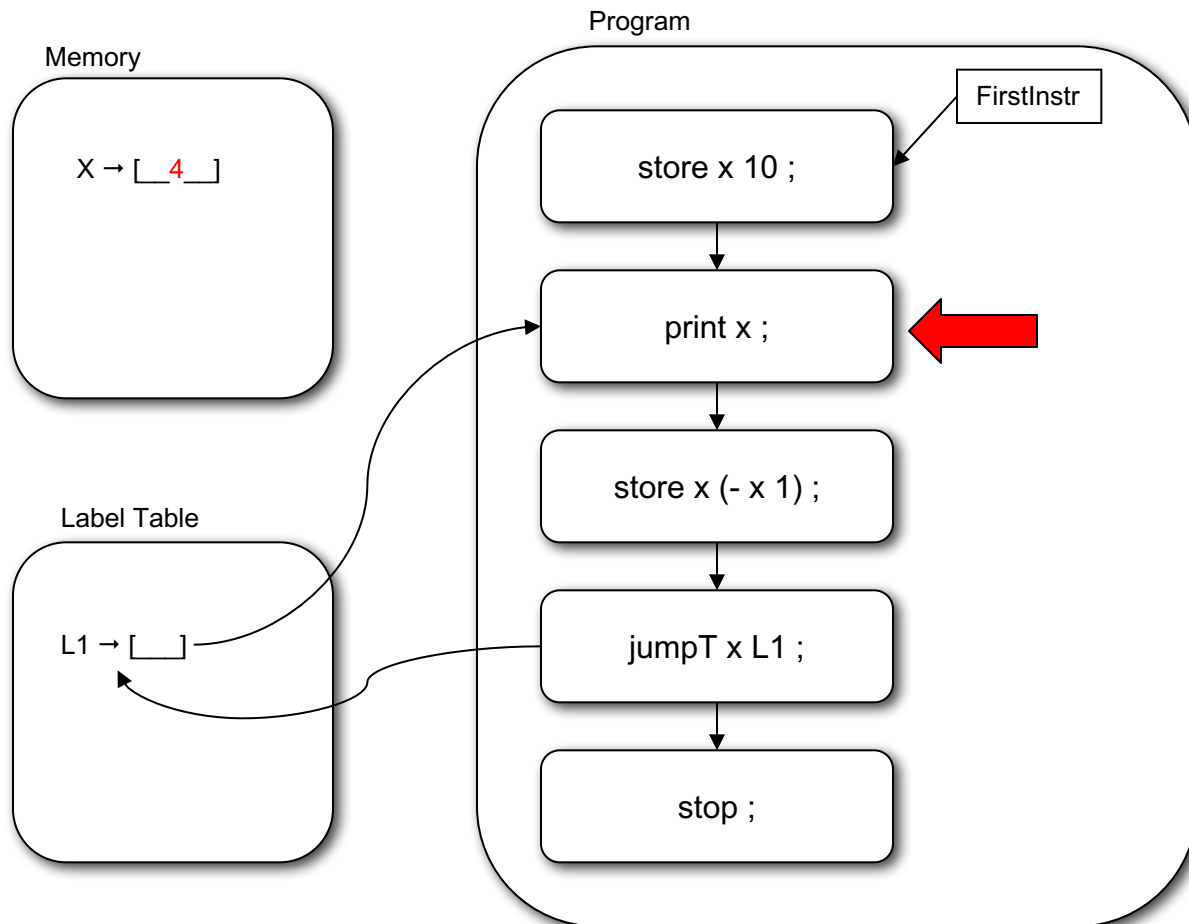 Program
Memory
FirstInstr
X → [__4__]
store x 10 ;
print x ;
store x (- x 1) ;
Label Table
L1 → [___]
jumpT x L1 ;
stop ;